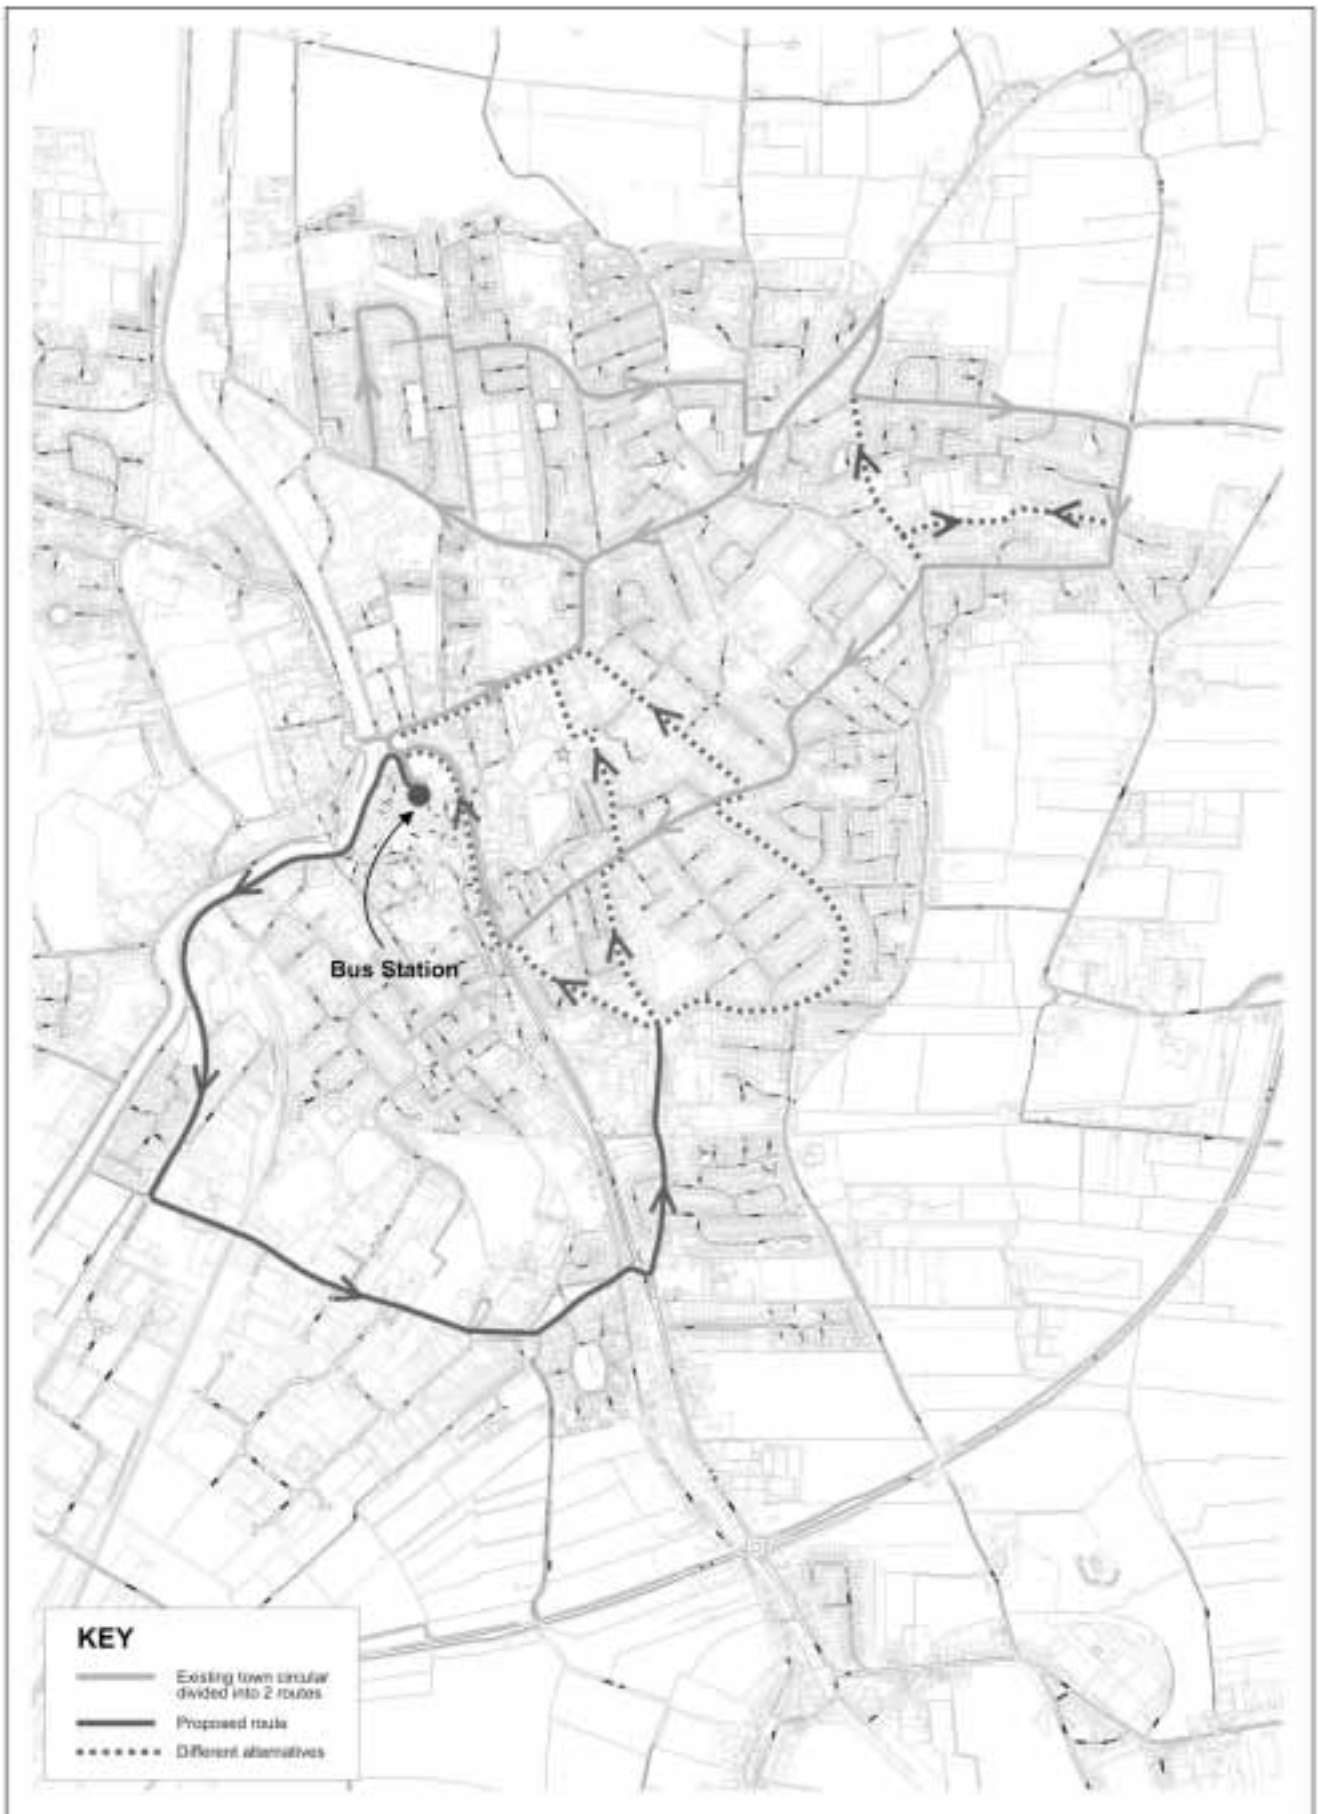 Bus Station
KEY
Existing town circular
divided into 2 routes
Proposed route
Different alternatives